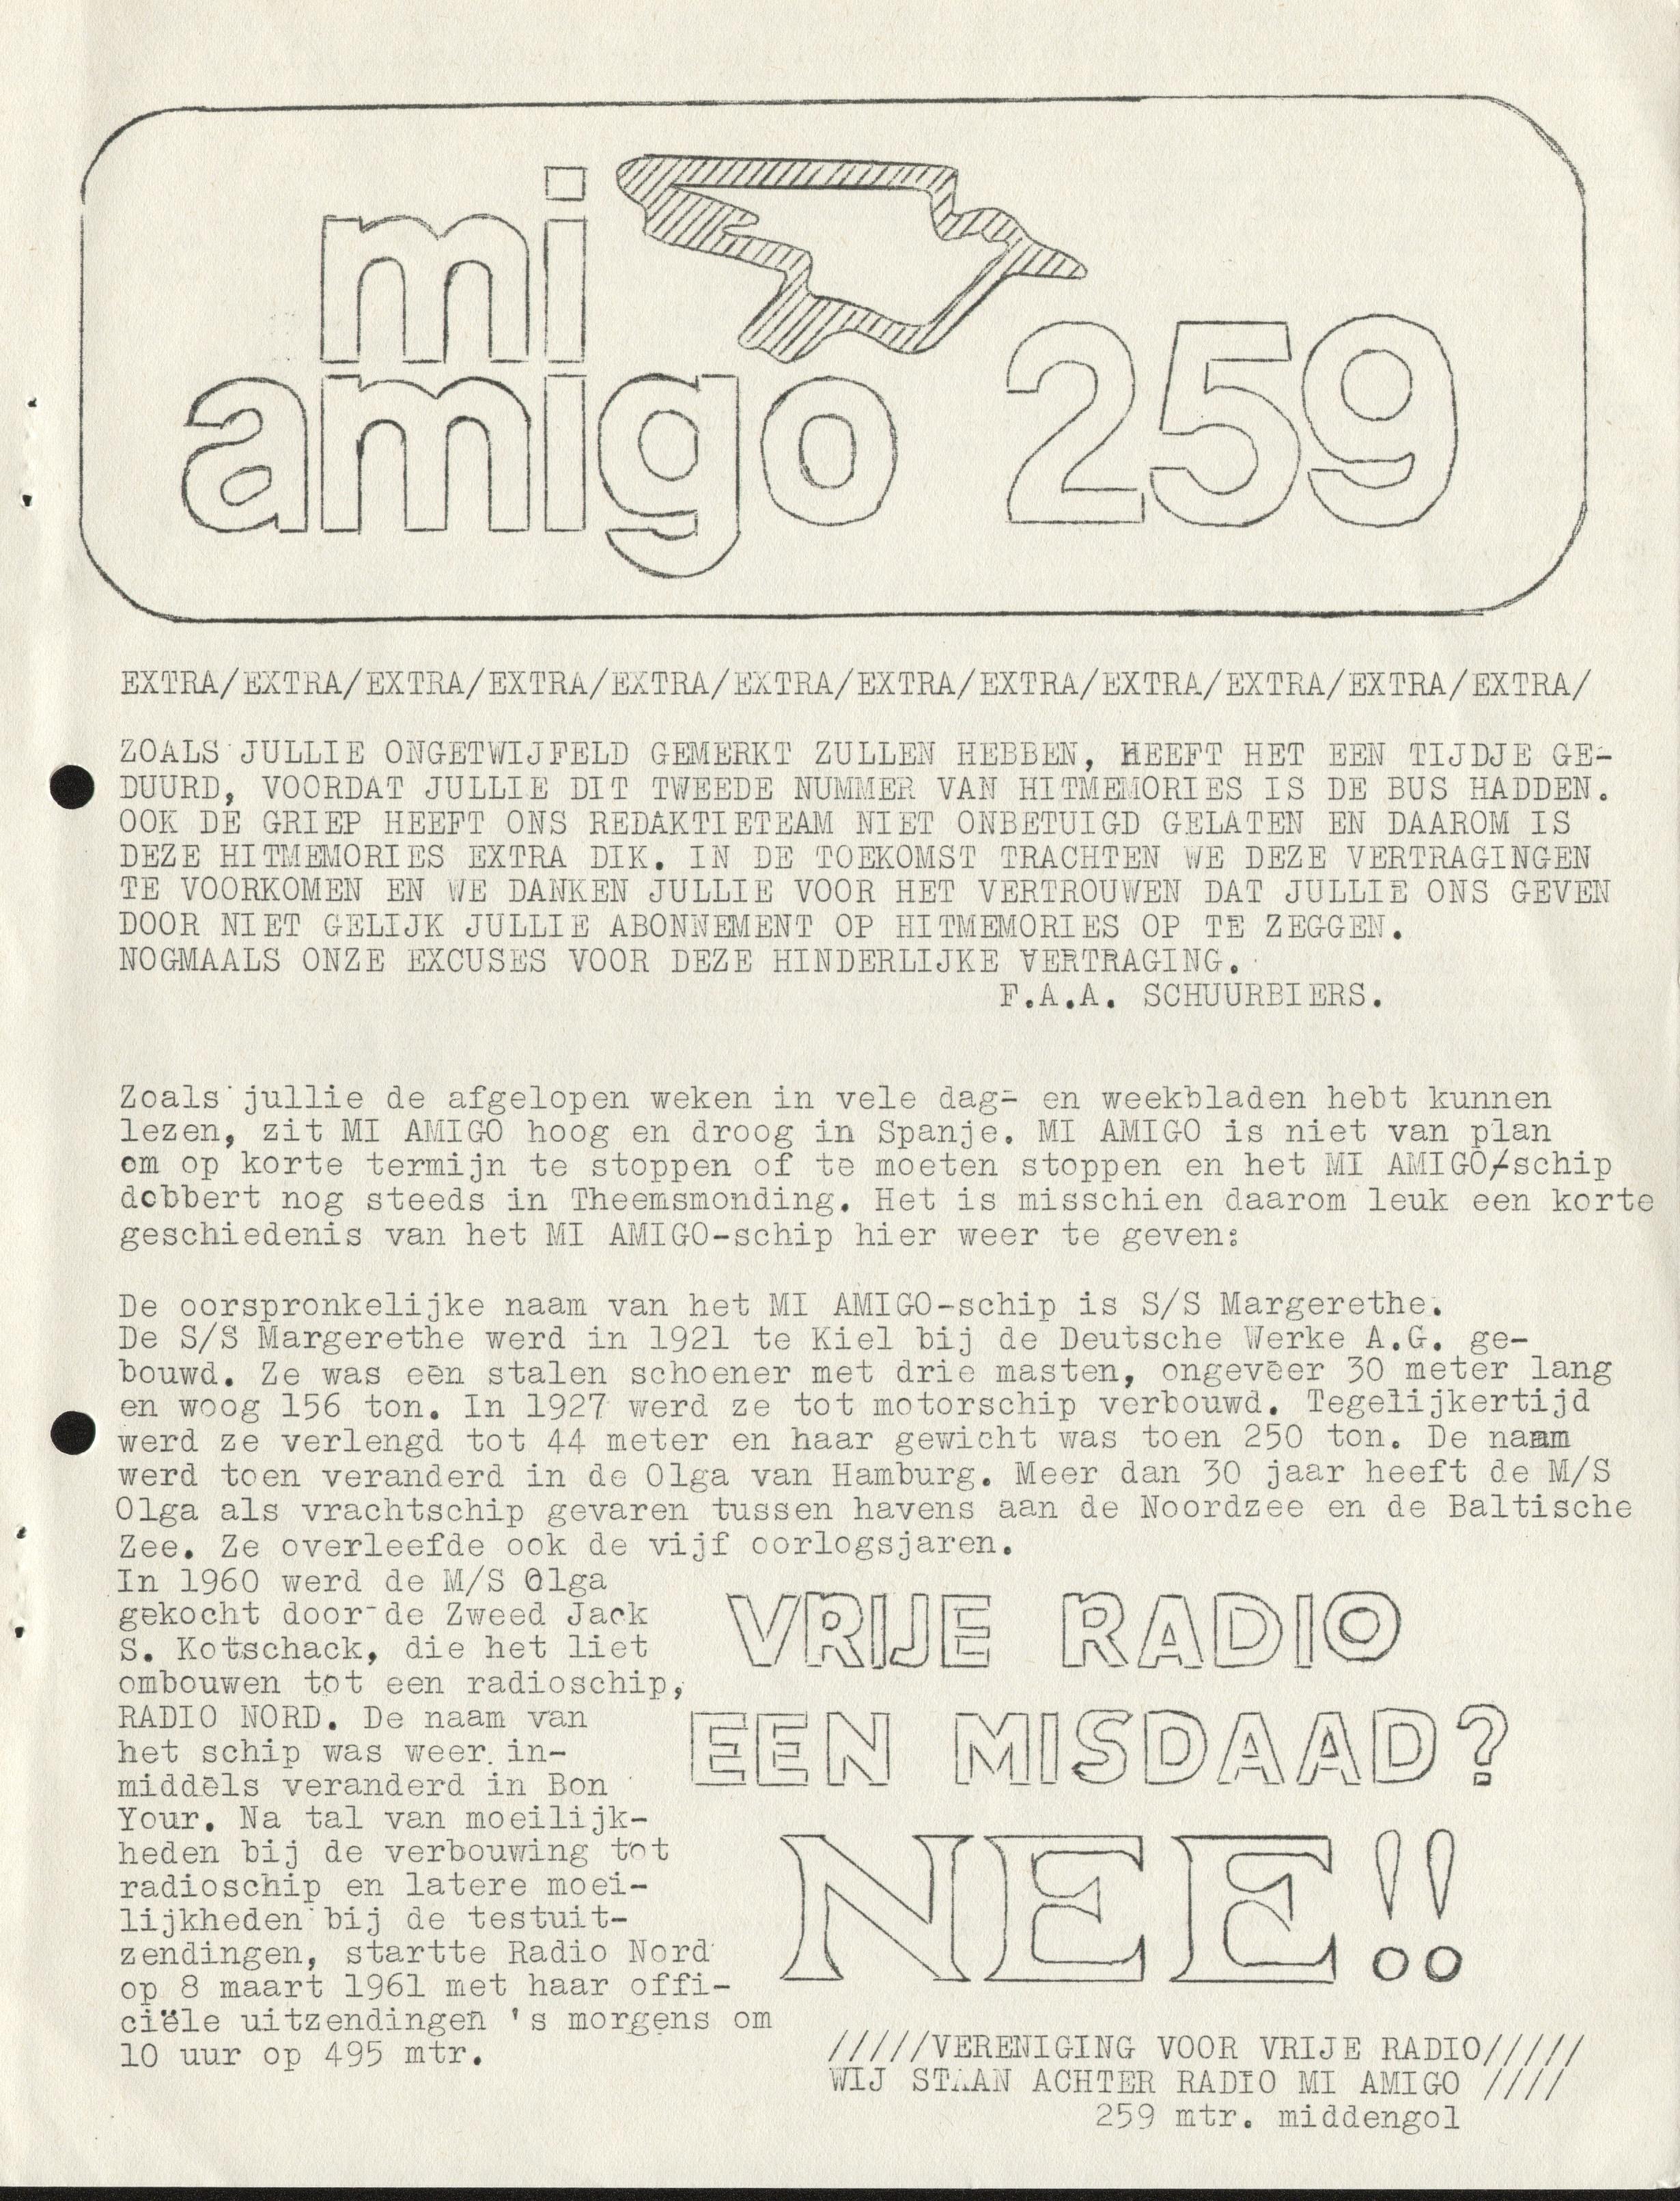 mi
amigo 259
EXTRA/EXTRA/EXTRA/EXTRA/EXTRA/EXTRA/EXTRA/EXTRA/EXTRA/EXTRA/EXTRA/EXTRA/
ZOALS JULLIE ONGETWIJFELD GEMERKT ZULLEN HEBBEN, HEEFT HET EEN TIJDJE GE-
DUURD, VOORDAT JULLIE DIT TWEEDE NUMMER VAN HITMEMORIES IS DE BUS HADDEN.
OOK DE GRIEP HEEFT ONS REDAKTIETEAM NIET ONBETUIGD GELATEN EN DAAROM IS
DEZE HITMEMORIES EXTRA DIK. IN DE TOEKOMST TRACHTEN WE DEZE VERTRAGINGEN
TE VOORKOMEN EN WE DANKEN JULLIE VOOR HET VERTROUWEN DAT JULLIE ONS GEVEN
DOOR NIET GELIJK JULLIE ABONNEMENT OP HITMEMORIES OP TE ZEGGEN.
NOGMAALS ONZE EXCUSES VOOR DEZE HINDERLIJKE VERTRAGING.
F.A.A. SCHUURBIERS.
Zoals jullie de afgelopen weken in vele dag- en weekbladen hebt kunnen
lezen, zit MI AMIGO hoog en droog in Spanje. MI AMIGO is niet van plan
om op korte termijn te stoppen of te moeten stoppen en het MI AMIGO-schip
dobbert nog steeds in Theemsmonding. Het is misschien daarom leuk een korte
geschiedenis van het MI AMIGO-schip hier weer te geven:
De oorspronkelijke naam van het MI AMIGO-schip is S/S Margerethe.
De S/S Margerethe werd in 1921 te Kiel bij de Deutsche Werke A.G. ge-
bouwd. Ze was een stalen schoener met drie masten, ongeveer 30 meter lang
en woog 156 ton. In 1927 werd ze tot motorschip verbouwd. Tegelijkertijd
werd ze verlengd tot 44 meter en haar gewicht was toen 250 ton. De naam
werd toen veranderd in de Olga van Hamburg. Meer dan 30 jaar heeft de M/S
Olga als vrachtschip gevaren tussen havens aan de Noordzee en de Baltische
Zee. Ze overleefde ook de vijf oorlogsjaren.
In 1960 werd de M/S Olga
gekocht door de Zweed Jack
S. Kotschack, die het liet
ombouwen tot een radioschip,
RADIO NORD. De naam van
het schip was weer in-
middels veranderd in Bon
Your. Na tal van moeilijk-
heden bij de verbouwing tot
radioschip en latere moei-
lijkheden bij de testuit-
zendingen, startte Radio Nord
op 8 maart 1961 met haar offi-
ciële uitzendingen 's morgens om
10 uur op 495 mtr.
VRIJE RADIO
EEN MISDAAD?
NEE!!
/////VERENIGING VOOR VRIJE RADIO/////
WIJ STAAN ACHTER RADIO MI AMIGO ////
259 mtr. middengol